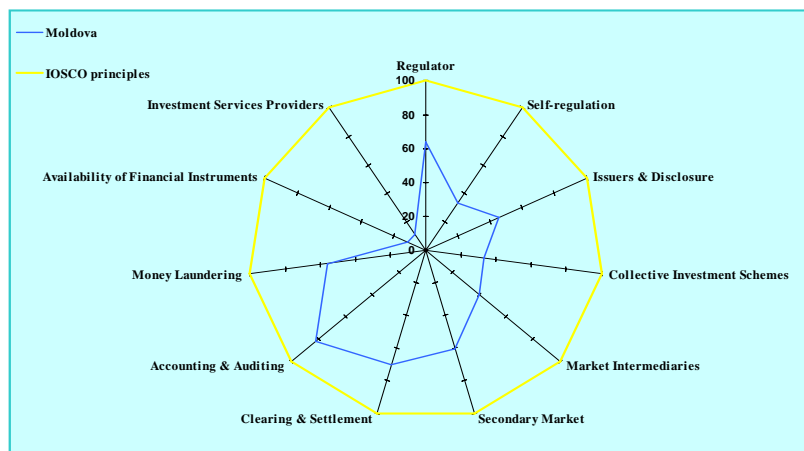 Moldova
IOSCO principles
Regulator
100
Investment Services Providers
Self-regulation
80
60
Availability of Financial Instruments
Issuers & Disclosure
40
20
0
Money Laundering
Collective Investment Schemes
Accounting & Auditing
Market Intermediaries
Clearing & Settlement
Secondary Market